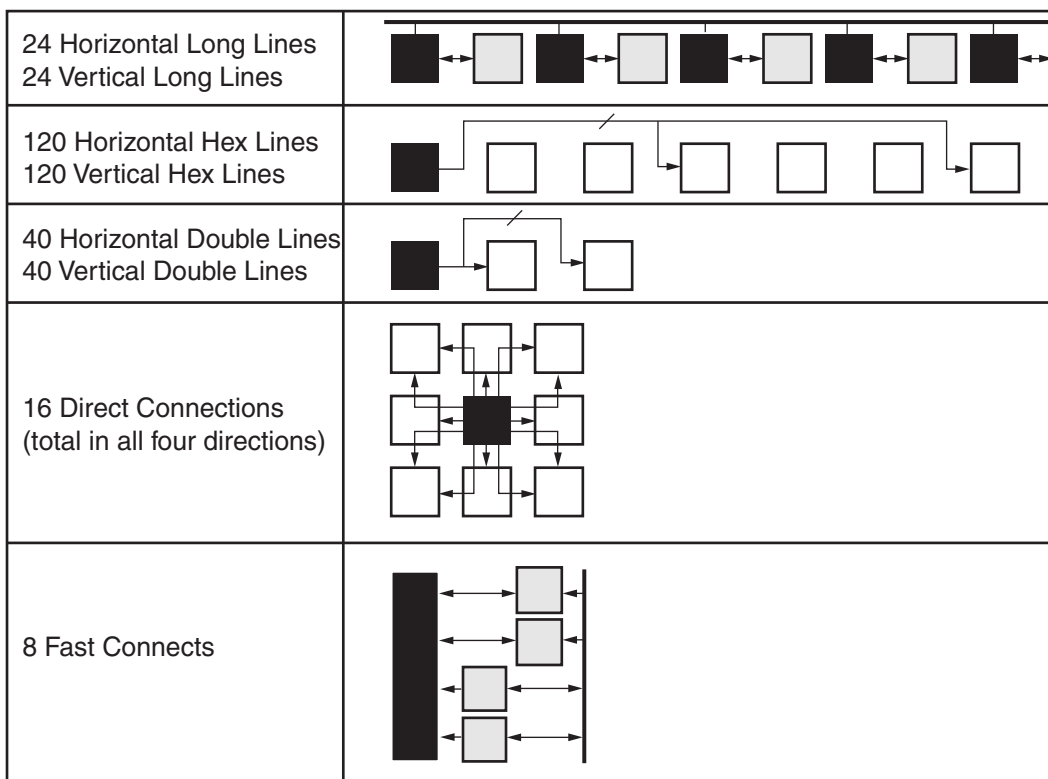 24 Horizontal Long Lines
24 Vertical Long Lines
120 Horizontal Hex Lines
120 Vertical Hex Lines
40 Horizontal Double Lines
40 Vertical Double Lines
16 Direct Connections
(total in all four directions)
8 Fast Connects